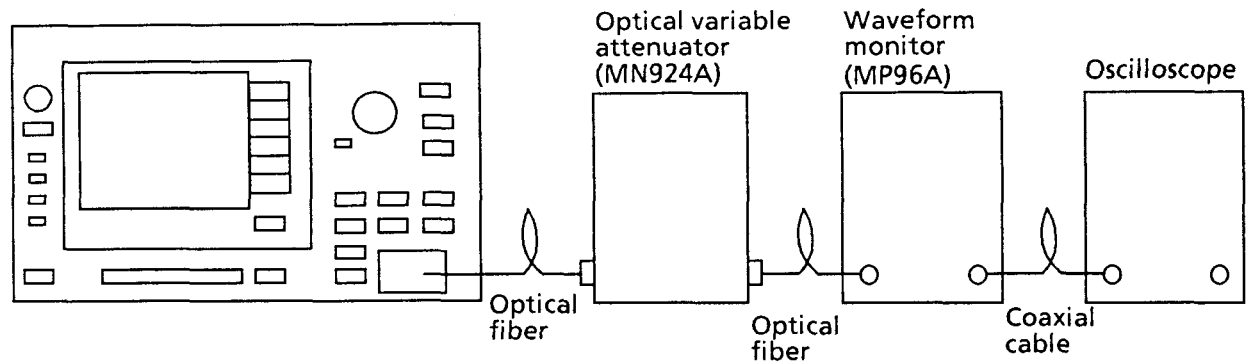 Optical variable
attenuator
(MN924A)
Waveform
monitor
(MP96A)
Oscilloscope
Optical
fiber
Optical
fiber
Coaxial
cable